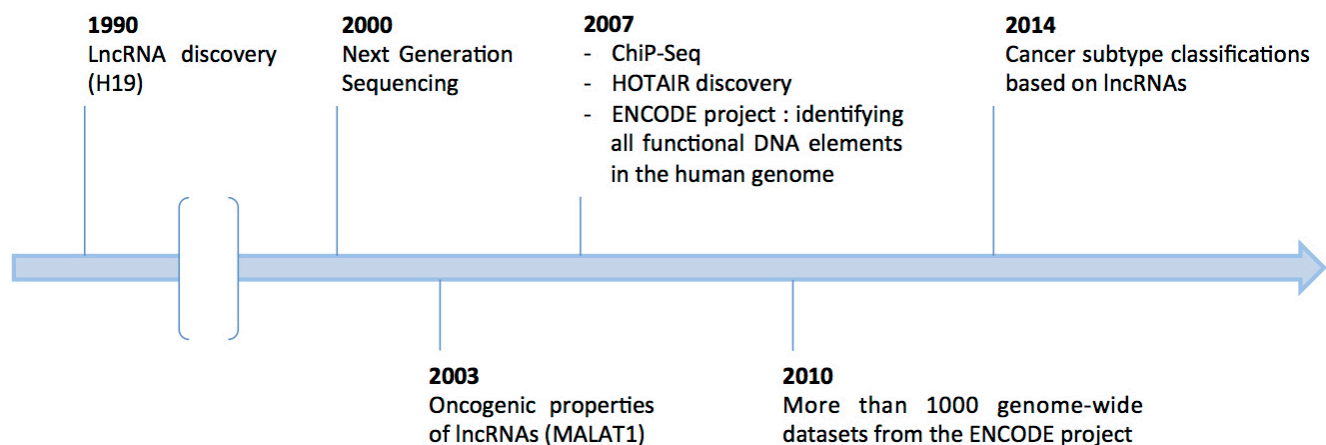 1990
LncRNA discovery
(H19)
2000
Next Generation
Sequencing
2007
- ChiP-Seq
- HOTAIR discovery
- ENCODE project : identifying
all functional DNA elements
in the human genome
2014
Cancer subtype classifications
based on lncRNAs
2003
Oncogenic properties
of lncRNAs (MALAT1)
2010
More than 1000 genome-wide
datasets from the ENCODE project